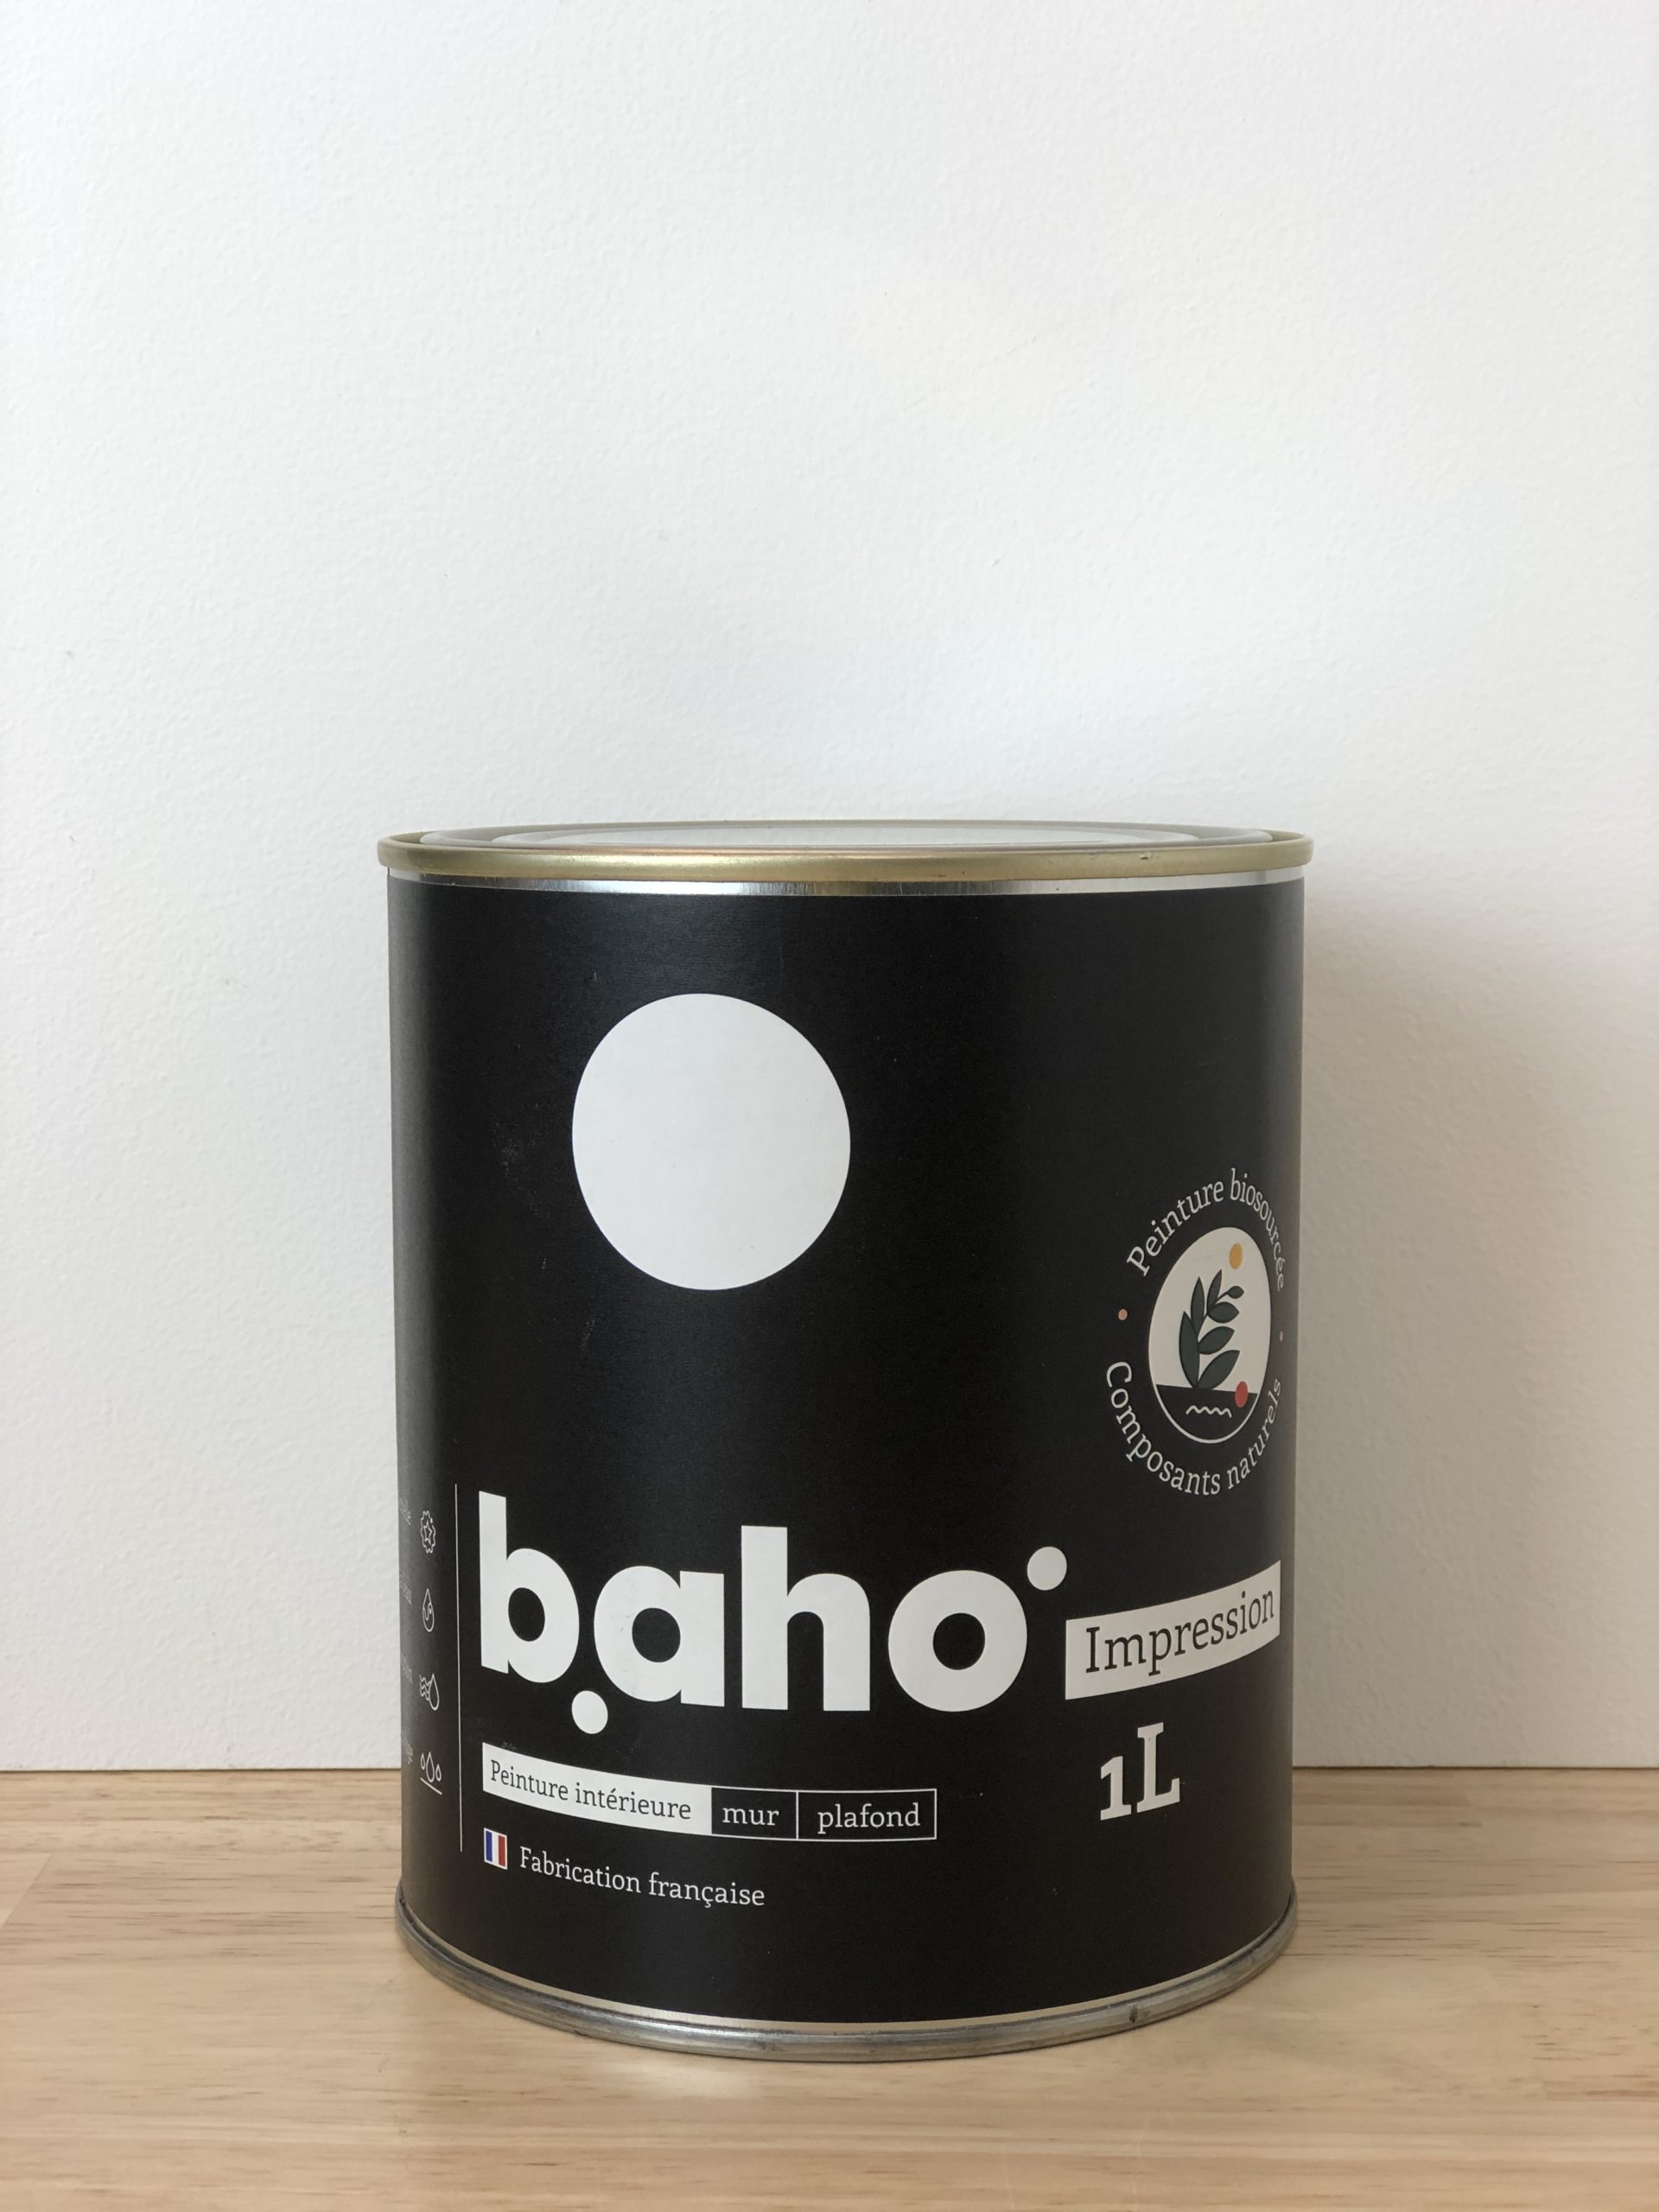 Peinture biosourcée
Composants naturels
baho
Impression
1L
Peinture intérieure mur plafond
Fabrication française